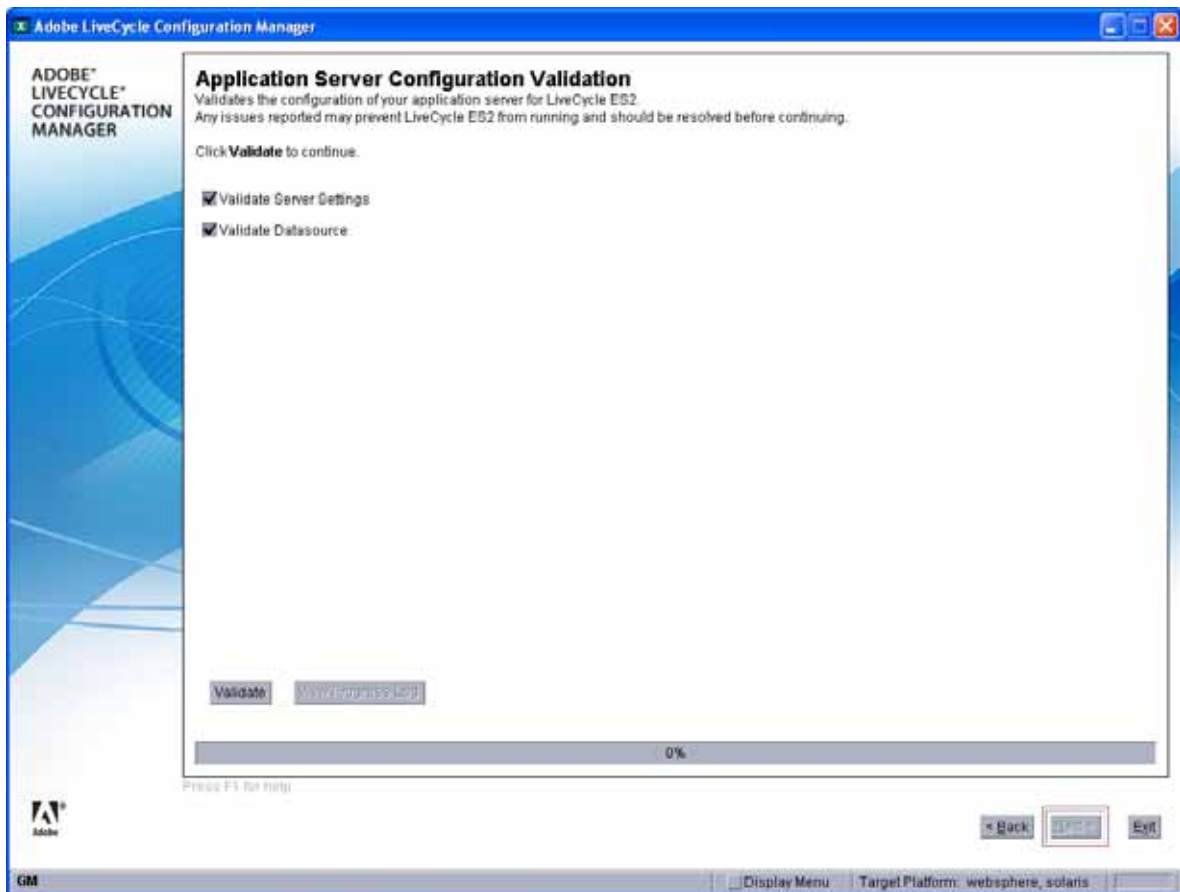 Adobe LiveCycle Configuration Manager
ADOBE®
LIVECYCLE®
CONFIGURATION
MANAGER
Application Server Configuration Validation
Validates the configuration of your application server for LiveCycle ES2.
Any issues reported may prevent LiveCycle ES2 from running and should be resolved before continuing.
Click Validate to continue.
Validate Server Settings
Validate Datasource
Validate
View Progress Log
0%
Press F1 for help
Adobe
< Back
Exit
GM
Display Menu
Target Platform: websphere, solaris